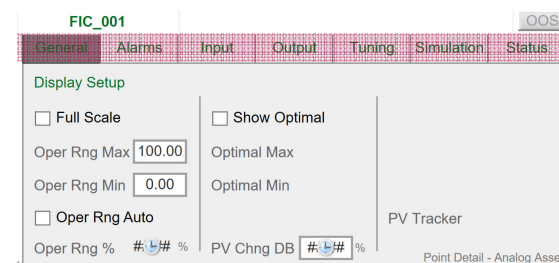 FIC_001 OOS
General Alarms Input Output Tuning Simulation Status
Display Setup
Full Scale Show Optimal
Oper Rng Max 100.00 Optimal Max
Oper Rng Min 0.00 Optimal Min
Oper Rng Auto PV Tracker
Oper Rng % ## % PV Chng DB ## %
Point Detail - Analog Asse